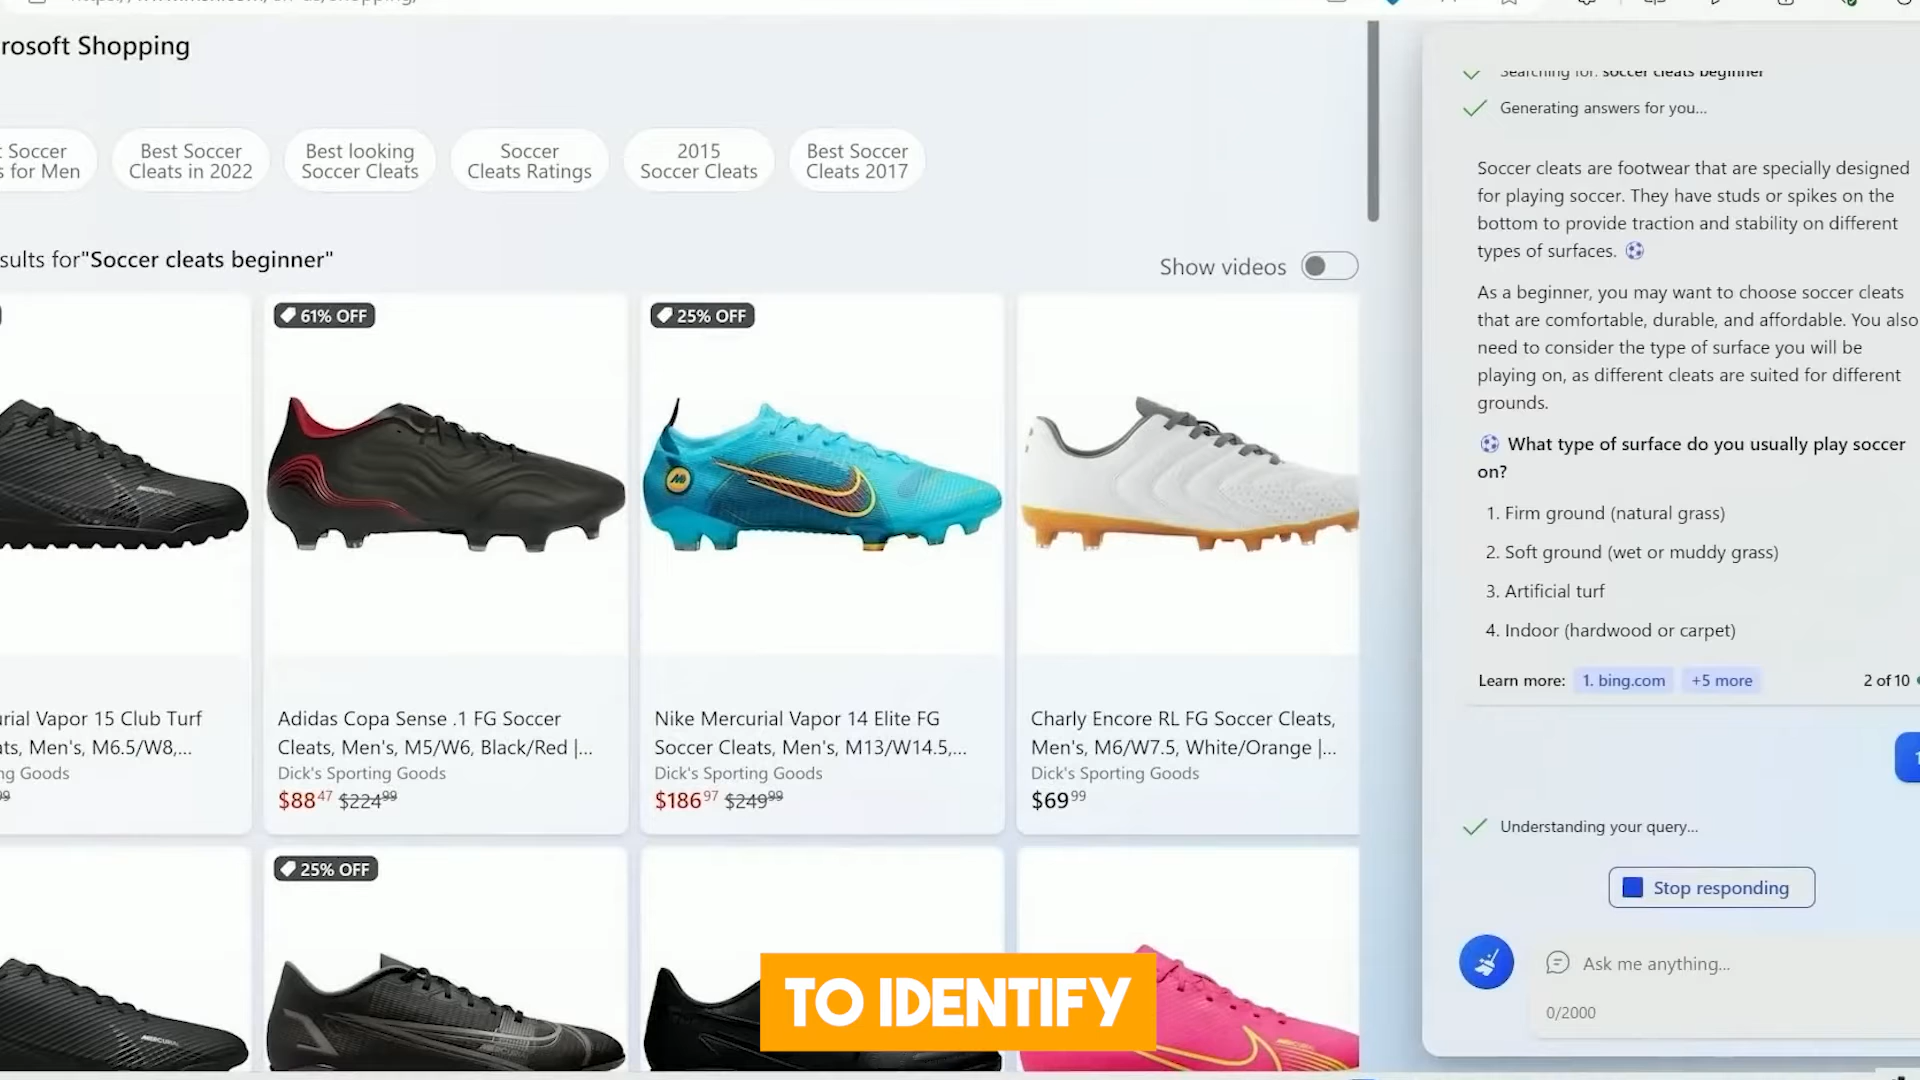 rosoft Shopping
Soccer
s for Men
Best Soccer
Cleats in 2022
Best looking
Soccer Cleats
Soccer
Cleats Ratings
2015
Soccer Cleats
Best Soccer
Cleats 2017
sults for"Soccer cleats beginner"
Show videos
61% OFF
25% OFF
rial Vapor 15 Club Turf
ats, Men's, M6.5/W8,...
ng Goods
99
Adidas Copa Sense .1 FG Soccer
Cleats, Men's, M5/W6, Black/Red |...
Dick's Sporting Goods
$88⁴⁷ $224⁹⁹
Nike Mercurial Vapor 14 Elite FG
Soccer Cleats, Men's, M13/W14.5,...
Dick's Sporting Goods
$186⁹⁷ $249⁹⁹
Charly Encore RL FG Soccer Cleats,
Men's, M6/W7.5, White/Orange |...
Dick's Sporting Goods
$69⁹⁹
25% OFF
TO IDENTIFY
Searching for: soccer cleats beginner
Generating answers for you...
Soccer cleats are footwear that are specially designed
for playing soccer. They have studs or spikes on the
bottom to provide traction and stability on different
types of surfaces.
As a beginner, you may want to choose soccer cleats
that are comfortable, durable, and affordable. You also
need to consider the type of surface you will be
playing on, as different cleats are suited for different
grounds.
What type of surface do you usually play soccer
on?
1. Firm ground (natural grass)
2. Soft ground (wet or muddy grass)
3. Artificial turf
4. Indoor (hardwood or carpet)
Learn more: 1. bing.com +5 more 2 of 10
1
Understanding your query...
Stop responding
Ask me anything...
0/2000